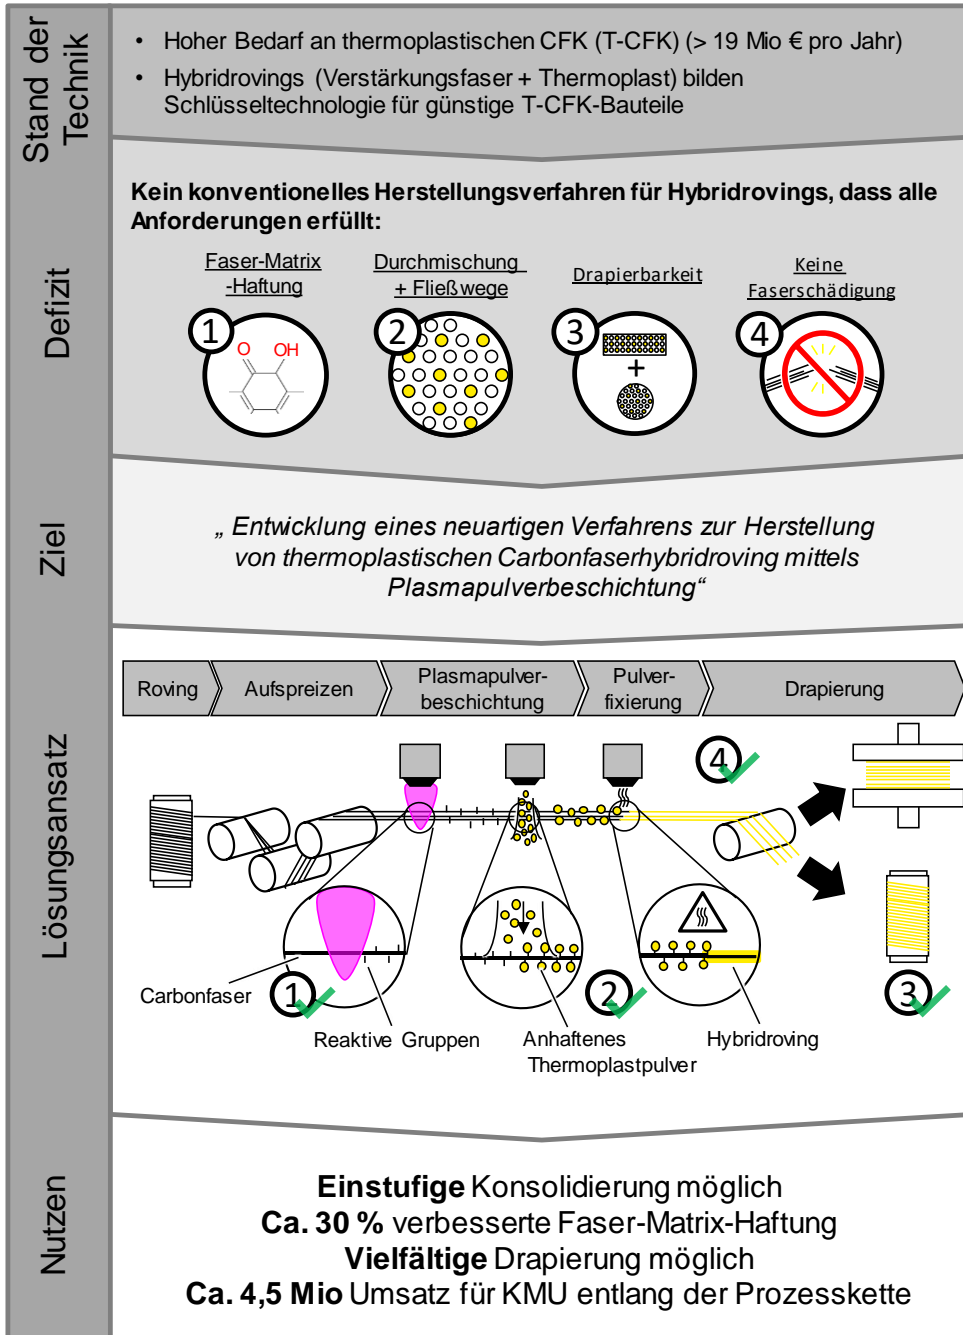 Stand der
Technik
• Hoher Bedarf an thermoplastischen CFK (T-CFK) (> 19 Mio € pro Jahr)
• Hybridrovings (Verstärkungsfaser + Thermoplast) bilden
Schlüsseltechnologie für günstige T-CFK-Bauteile
Defizit
Kein konventionelles Herstellungsverfahren für Hybridrovings, dass alle
Anforderungen erfüllt:
Faser-Matrix
-Haftung
Durchmischung
+ Fließwege
Drapierbarkeit
Keine
Faserschädigung
1
O
OH
2
3
+
4
Ziel
„ Entwicklung eines neuartigen Verfahrens zur Herstellung
von thermoplastischen Carbonfaserhybridroving mittels
Plasmapulverbeschichtung“
Lösungsansatz
Roving
Aufspreizen
Plasmapulver-
beschichtung
Pulver-
fixierung
Drapierung
4
Carbonfaser
1
2
3
Reaktive Gruppen
Anhaftenes
Thermoplastpulver
Hybridroving
Nutzen
Einstufige Konsolidierung möglich
Ca. 30 % verbesserte Faser-Matrix-Haftung
Vielfältige Drapierung möglich
Ca. 4,5 Mio Umsatz für KMU entlang der Prozesskette